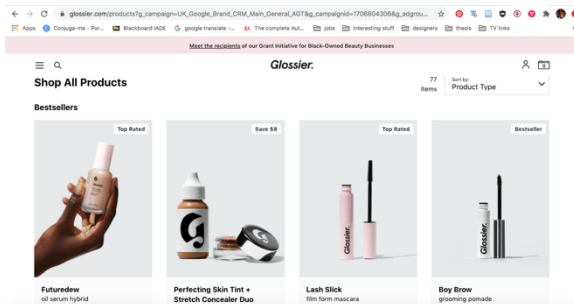 glossier.com/products?g_campaign=UK_Google_Brand_CRM_Main_General_AGT&g_campaignid=1706804306&g_adgrou...
Apps Conjuga-me - Por... Blackboard IADE google translate -... The complete Aut... jobs Interesting stuff designers thesis TV links
Meet the recipients of our Grant Initiative for Black-Owned Beauty Businesses
Glossier.
0
Shop All Products
77
Items
Sort by:
Product Type
Bestsellers
Top Rated
Save $8
Top Rated
Bestseller
G
Glossier.
Glossier.
Futuredew
oil serum hybrid
Perfecting Skin Tint +
Stretch Concealer Duo
Lash Slick
film form mascara
Boy Brow
grooming pomade